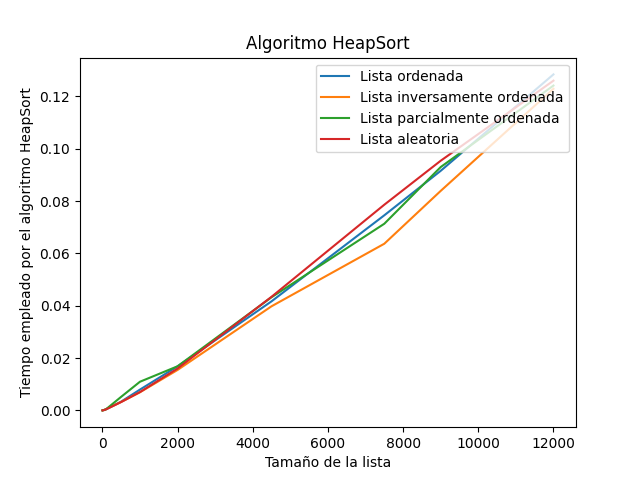 Algoritmo HeapSort
Tiempo empleado por el algoritmo HeapSort
0.12
0.10
0.08
0.06
0.04
0.02
0.00
Lista ordenada
Lista inversamente ordenada
Lista parcialmente ordenada
Lista aleatoria
0 2000 4000 6000 8000 10000 12000
Tamaño de la lista